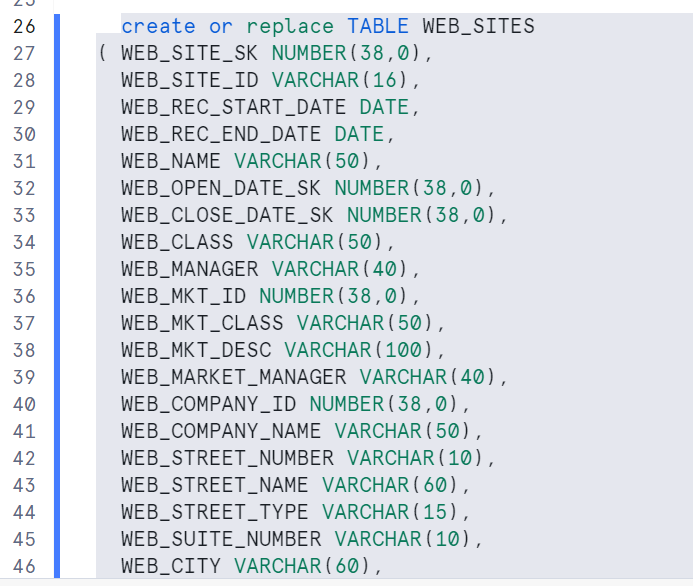 25
26 create or replace TABLE WEB_SITES
27 ( WEB_SITE_SK NUMBER(38,0),
28 WEB_SITE_ID VARCHAR(16),
29 WEB_REC_START_DATE DATE,
30 WEB_REC_END_DATE DATE,
31 WEB_NAME VARCHAR(50),
32 WEB_OPEN_DATE_SK NUMBER(38,0),
33 WEB_CLOSE_DATE_SK NUMBER(38,0),
34 WEB_CLASS VARCHAR(50),
35 WEB_MANAGER VARCHAR(40),
36 WEB_MKT_ID NUMBER(38,0),
37 WEB_MKT_CLASS VARCHAR(50),
38 WEB_MKT_DESC VARCHAR(100),
39 WEB_MARKET_MANAGER VARCHAR(40),
40 WEB_COMPANY_ID NUMBER(38,0),
41 WEB_COMPANY_NAME VARCHAR(50),
42 WEB_STREET_NUMBER VARCHAR(10),
43 WEB_STREET_NAME VARCHAR(60),
44 WEB_STREET_TYPE VARCHAR(15),
45 WEB_SUITE_NUMBER VARCHAR(10),
46 WEB_CITY VARCHAR(60),